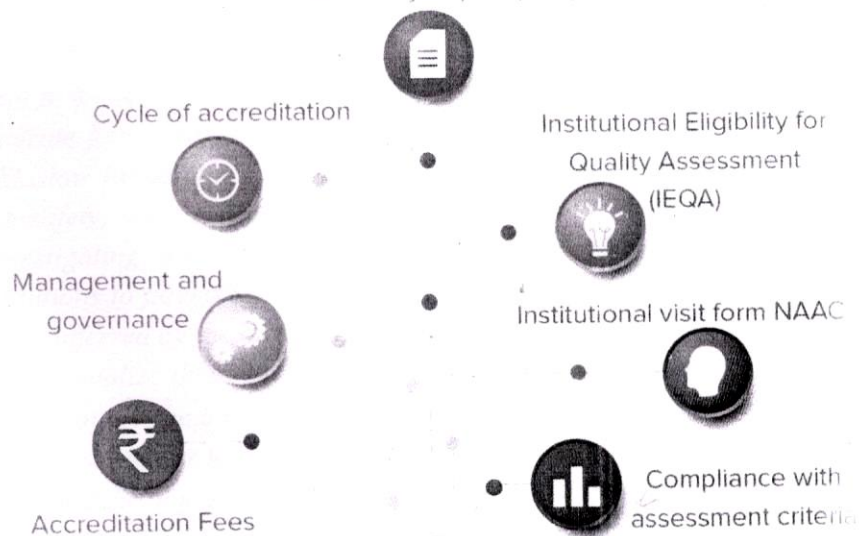 Cycle of accreditation
Institutional Eligibility for
Quality Assessment
(IEQA)
Management and
governance
Institutional visit form NAAC
₹
Accreditation Fees
Compliance with
assessment criteria